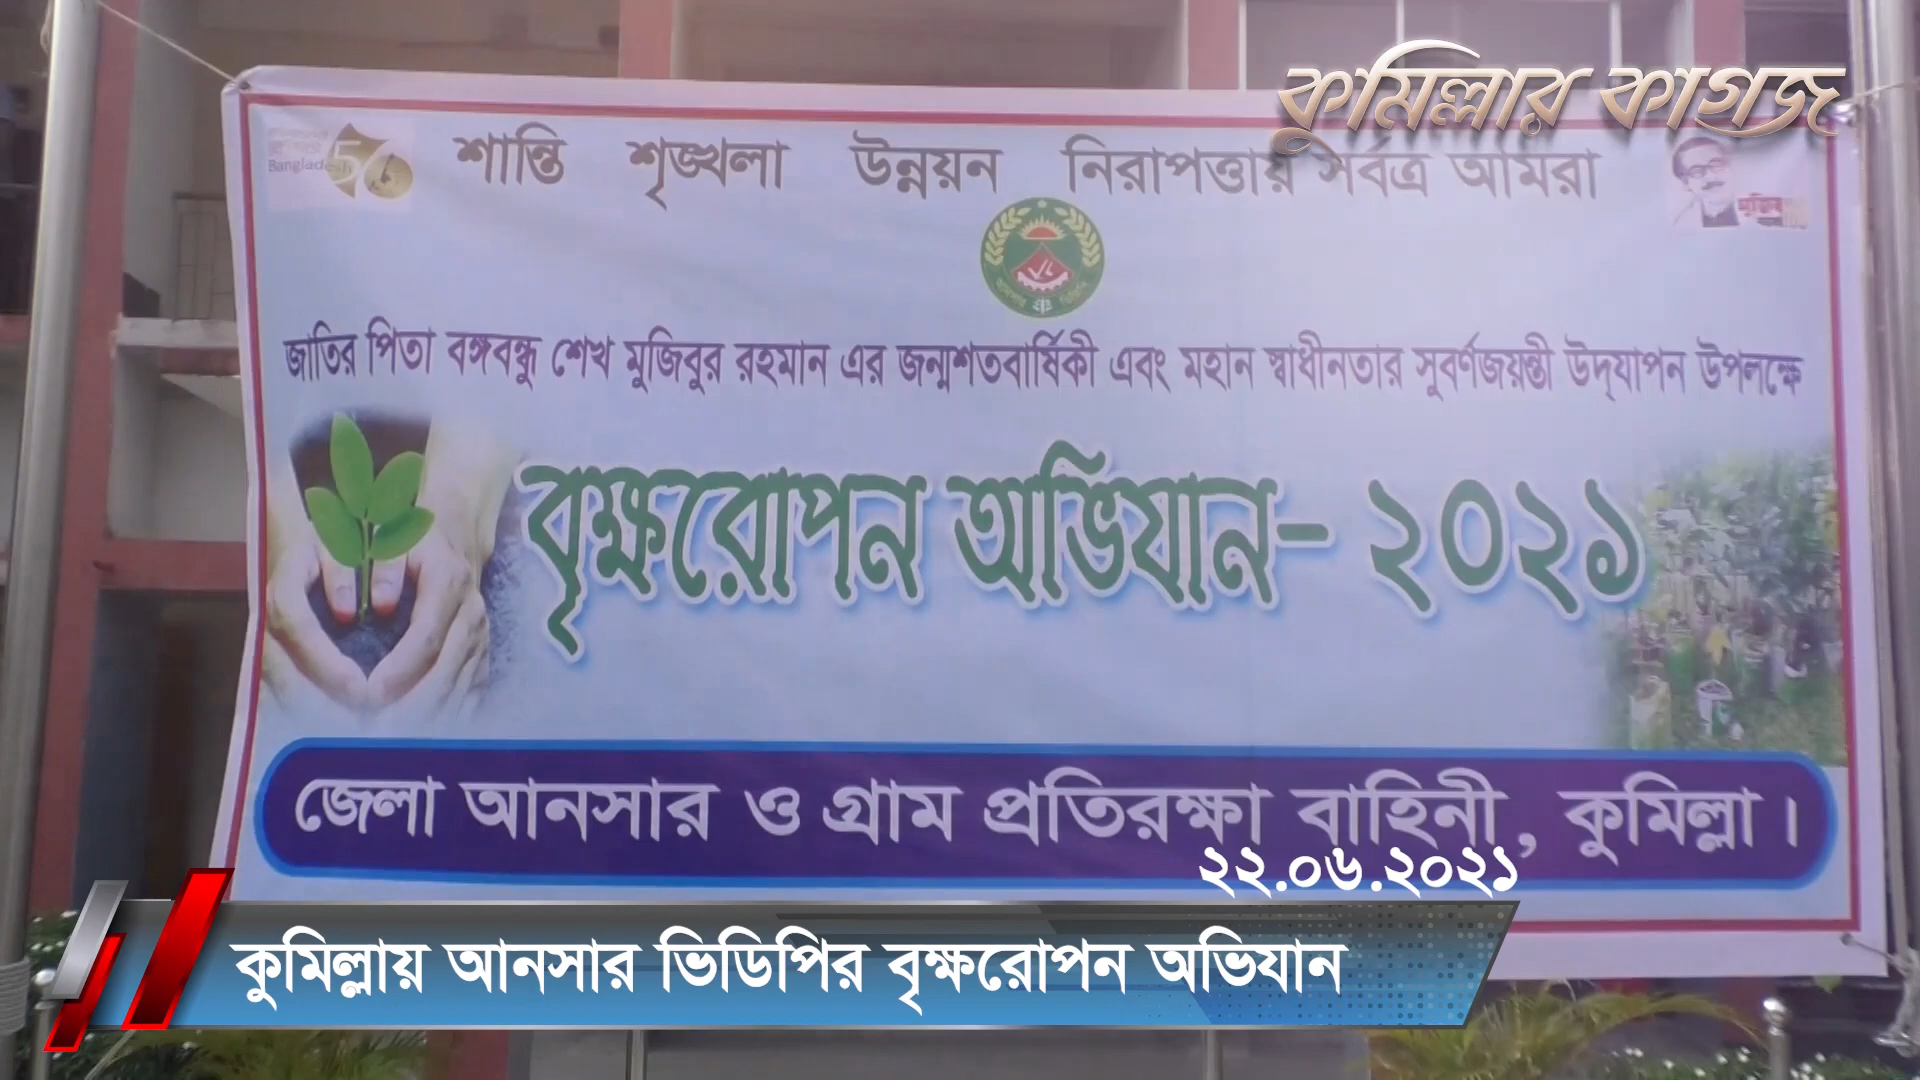 কুমিল্লার কাগজ
Bangladesh 50
শান্তি শৃঙ্খলা উন্নয়ন নিরাপত্তায় সর্বত্র আমরা
জাতির পিতা বঙ্গবন্ধু শেখ মুজিবুর রহমান এর জন্মশতবার্ষিকী এবং মহান স্বাধীনতার সুবর্ণজয়ন্তী উদ্‌যাপন উপলক্ষে
বৃক্ষরোপন অভিযান- ২০২১
জেলা আনসার ও গ্রাম প্রতিরক্ষা বাহিনী, কুমিল্লা।
২২.০৬.২০২১
কুমিল্লায় আনসার ভিডিপির বৃক্ষরোপন অভিযান